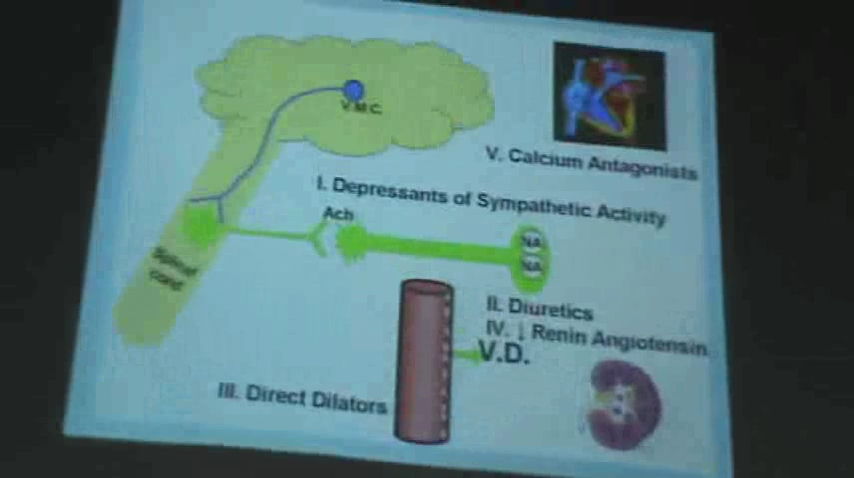 V.M.C.
V. Calcium Antagonists
I. Depressants of Sympathetic Activity
Ach
NA
NA
Spinal
cord
II. Diuretics
IV. ↓ Renin Angiotensin
V.D.
III. Direct Dilators